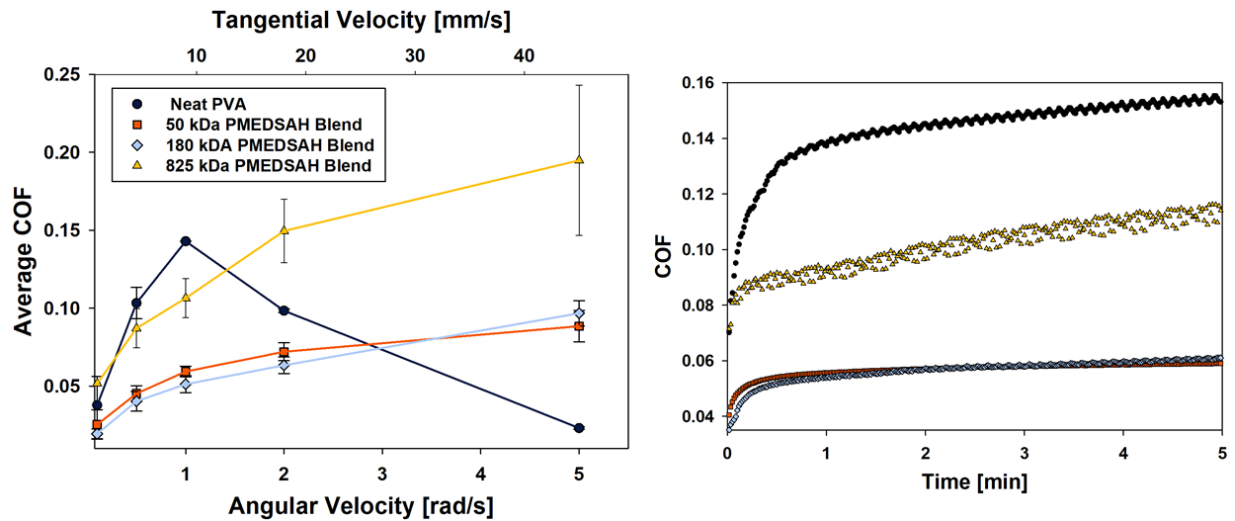 Tangential Velocity [mm/s]
10 20 30 40
0.25
0.20
0.15
0.10
0.05
Average COF
Neat PVA
50 kDa PMEDSAH Blend
180 kDA PMEDSAH Blend
825 kDa PMEDSAH Blend
1 2 3 4 5
Angular Velocity [rad/s]
0.16
0.14
0.12
0.10
0.08
0.06
0.04
COF
0 1 2 3 4 5
Time [min]